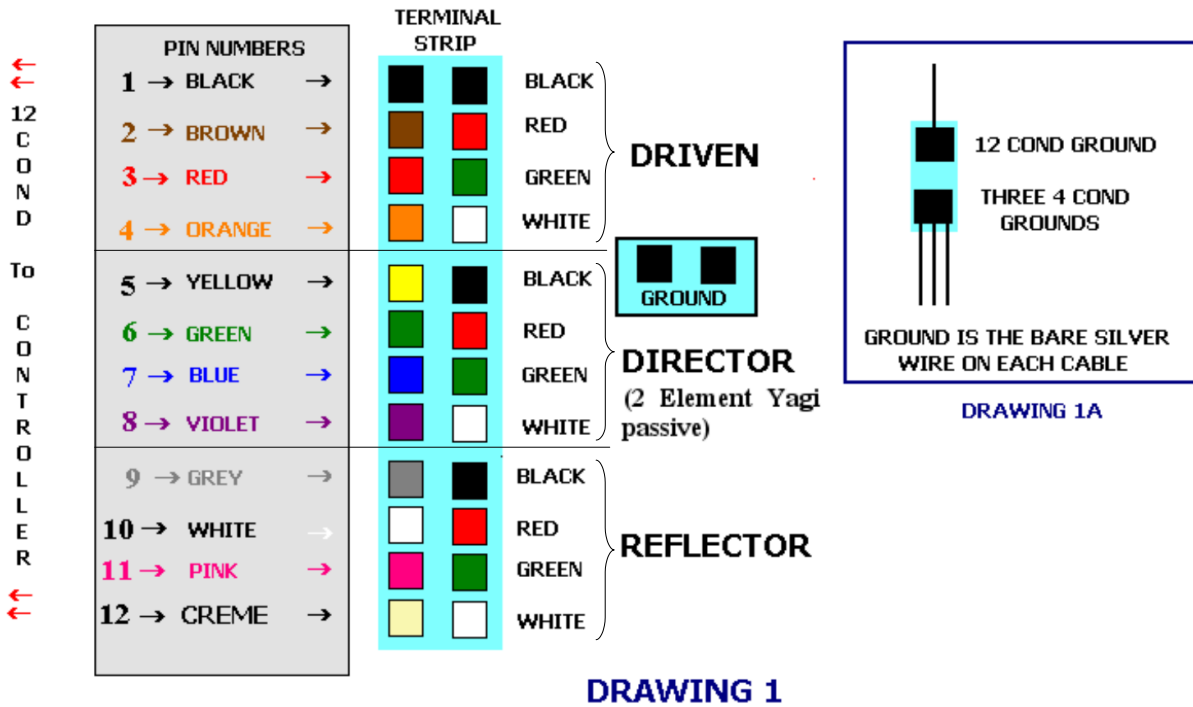 TERMINAL
STRIP
PIN NUMBERS
1 → BLACK → BLACK
2 → BROWN → RED
3 → RED → GREEN
4 → ORANGE → WHITE
DRIVEN
5 → YELLOW → BLACK
6 → GREEN → RED
7 → BLUE → GREEN
8 → VIOLET → WHITE
GROUND
DIRECTOR
(2 Element Yagi
passive)
9 → GREY → BLACK
10 → WHITE → RED
11 → PINK → GREEN
12 → CREME → WHITE
REFLECTOR
12 COND To CONTROLLER
12 COND GROUND
THREE 4 COND
GROUNDS
GROUND IS THE BARE SILVER
WIRE ON EACH CABLE
DRAWING 1A
DRAWING 1